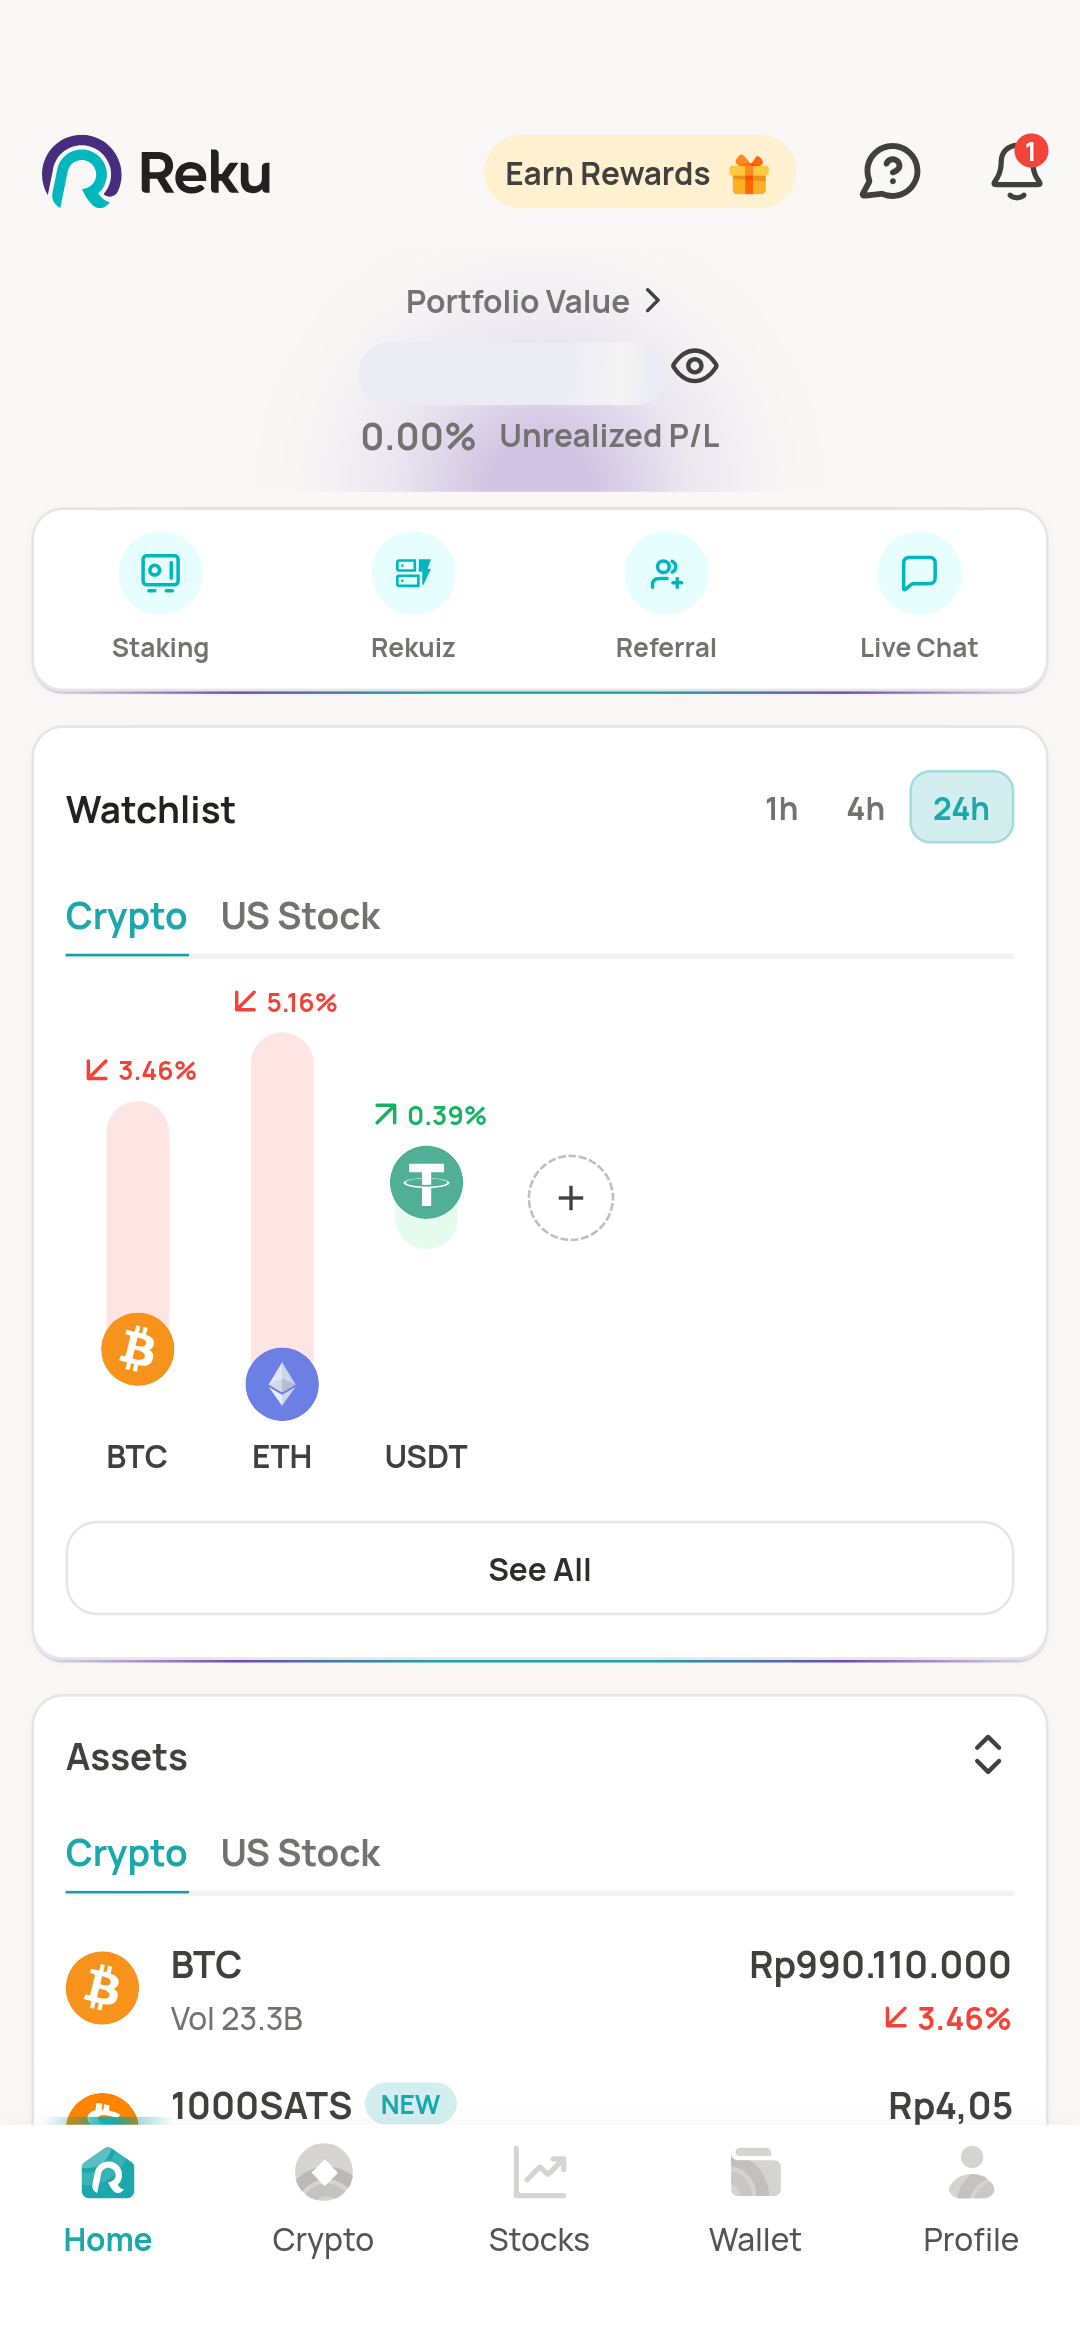 Reku
Earn Rewards
1
Portfolio Value
0.00% Unrealized P/L
Staking
Rekuiz
Referral
Live Chat
Watchlist
1h
4h
24h
Crypto
US Stock
5.16%
3.46%
0.39%
BTC
ETH
USDT
See All
Assets
Crypto
US Stock
BTC
Rp990.110.000
Vol 23.3B
3.46%
1000SATS
NEW
Rp4,05
Home
Crypto
Stocks
Wallet
Profile